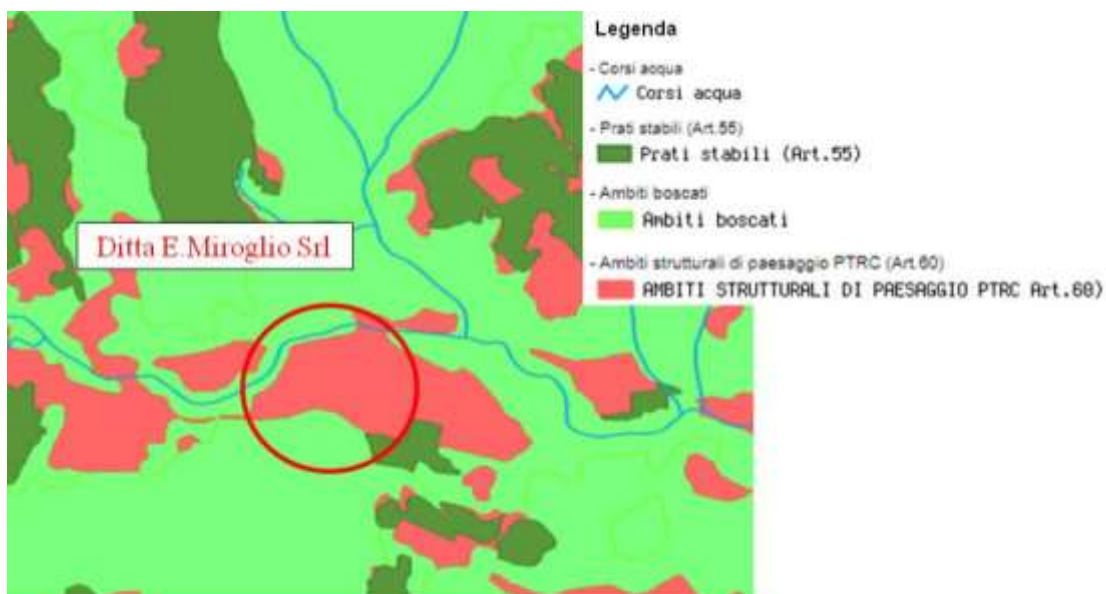 Legenda
- Corsi acqua
Corsi acqua
- Prati stabili (Art.55)
Prati stabili (Art.55)
- Ambiti boscati
Ambiti boscati
- Ambiti strutturali di paesaggio PTRC (Art.60)
AMBITI STRUTTURALI DI PAESAGGIO PTRC Art.60)
Ditta E.Miroglio Srl